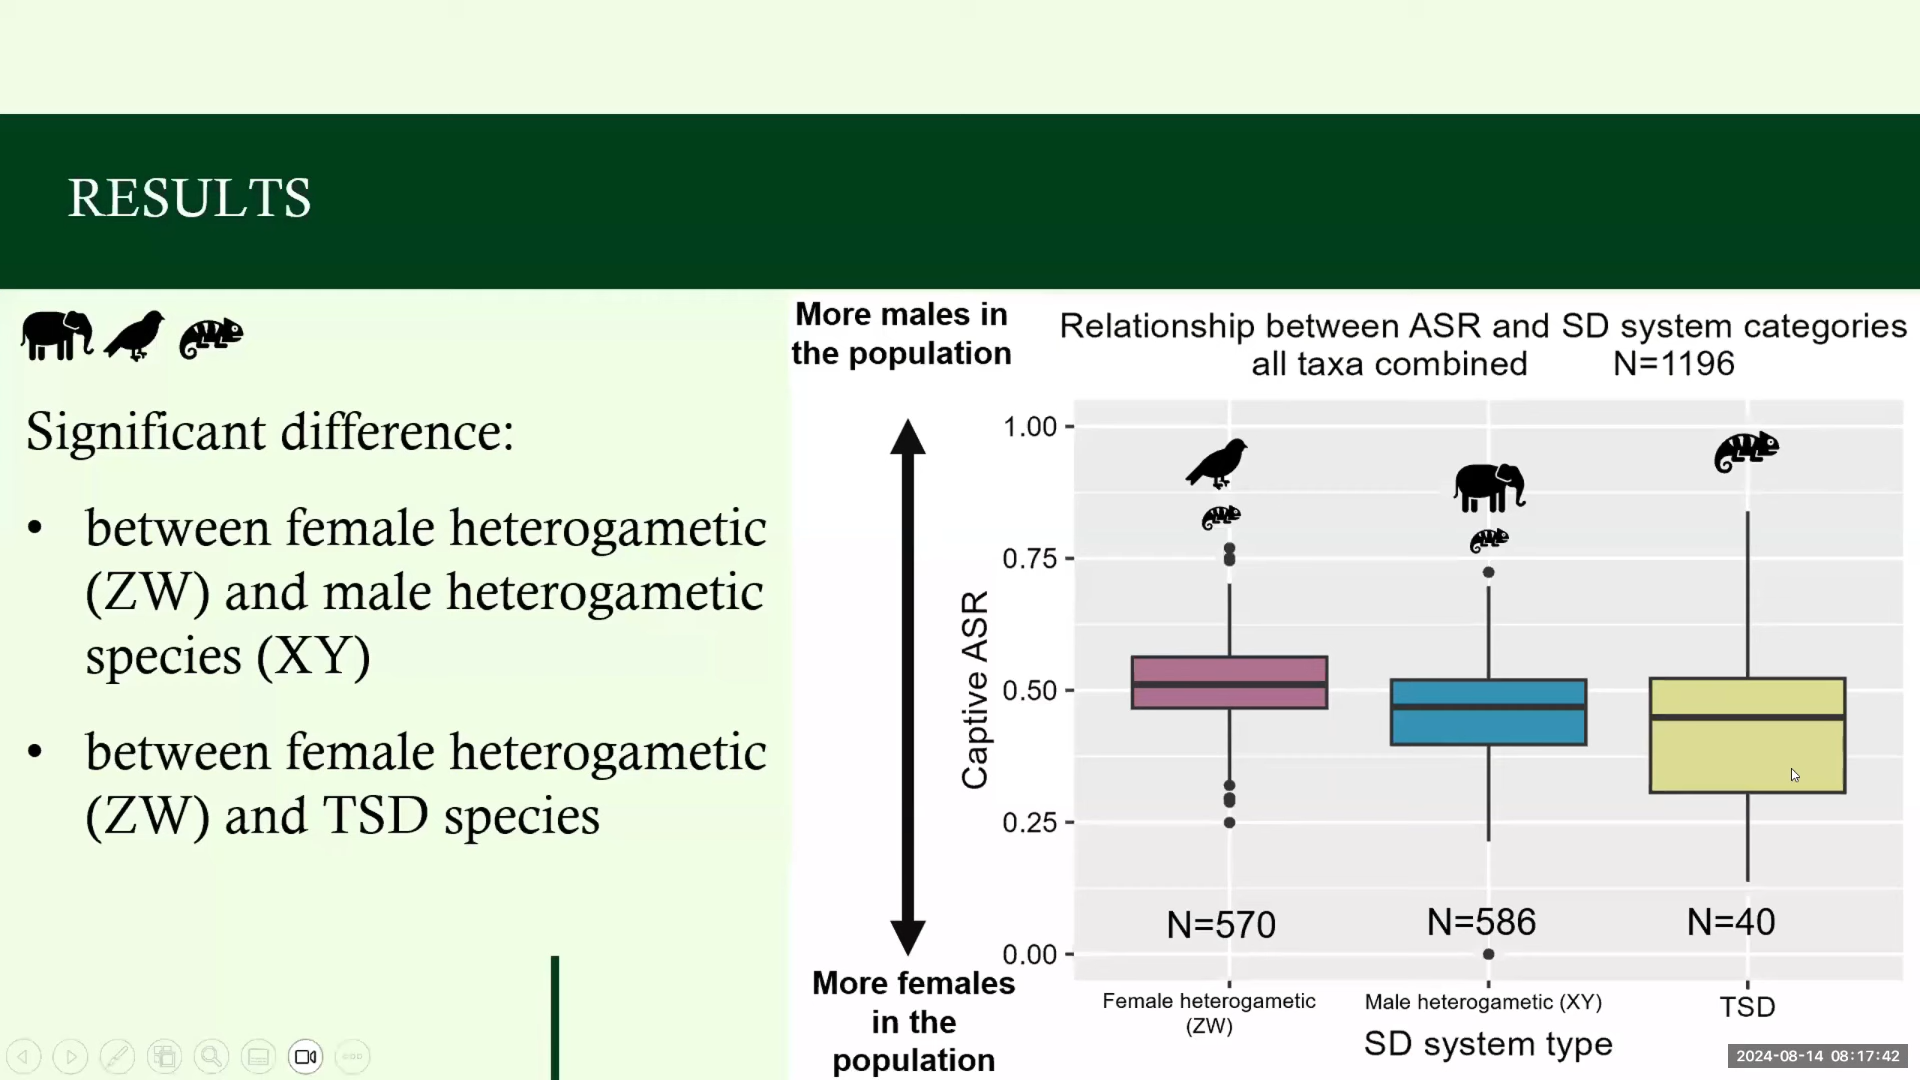 RESULTS
Significant difference:
• between female heterogametic
(ZW) and male heterogametic
species (XY)
• between female heterogametic
(ZW) and TSD species
More males in
the population
More females
in the
population
Relationship between ASR and SD system categories
all taxa combined N=1196
Captive ASR
1.00
0.75
0.50
0.25
0.00
N=570
N=586
N=40
Female heterogametic
(ZW)
Male heterogametic (XY)
TSD
SD system type
2024-08-14 08:17:42